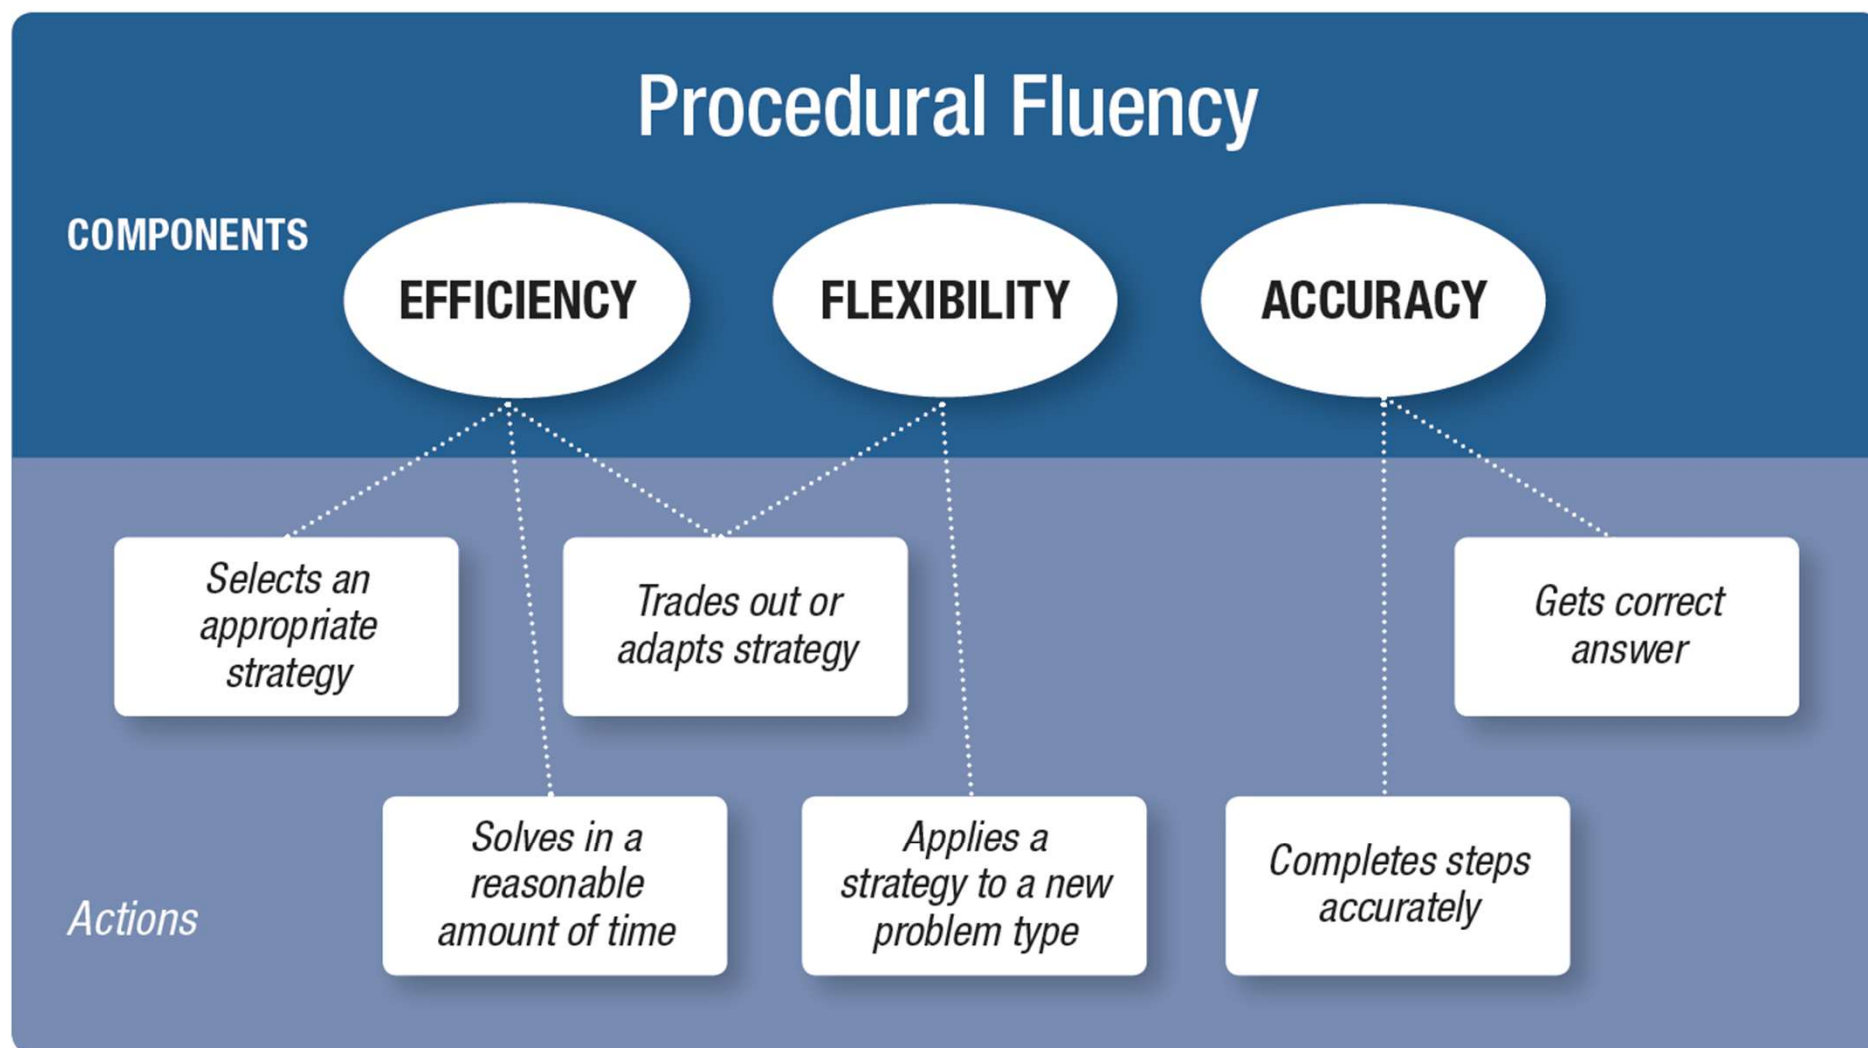 Procedural Fluency
COMPONENTS
EFFICIENCY
FLEXIBILITY
ACCURACY
Selects an
appropriate
strategy
Trades out or
adapts strategy
Gets correct
answer
Actions
Solves in a
reasonable
amount of time
Applies a
strategy to a new
problem type
Completes steps
accurately